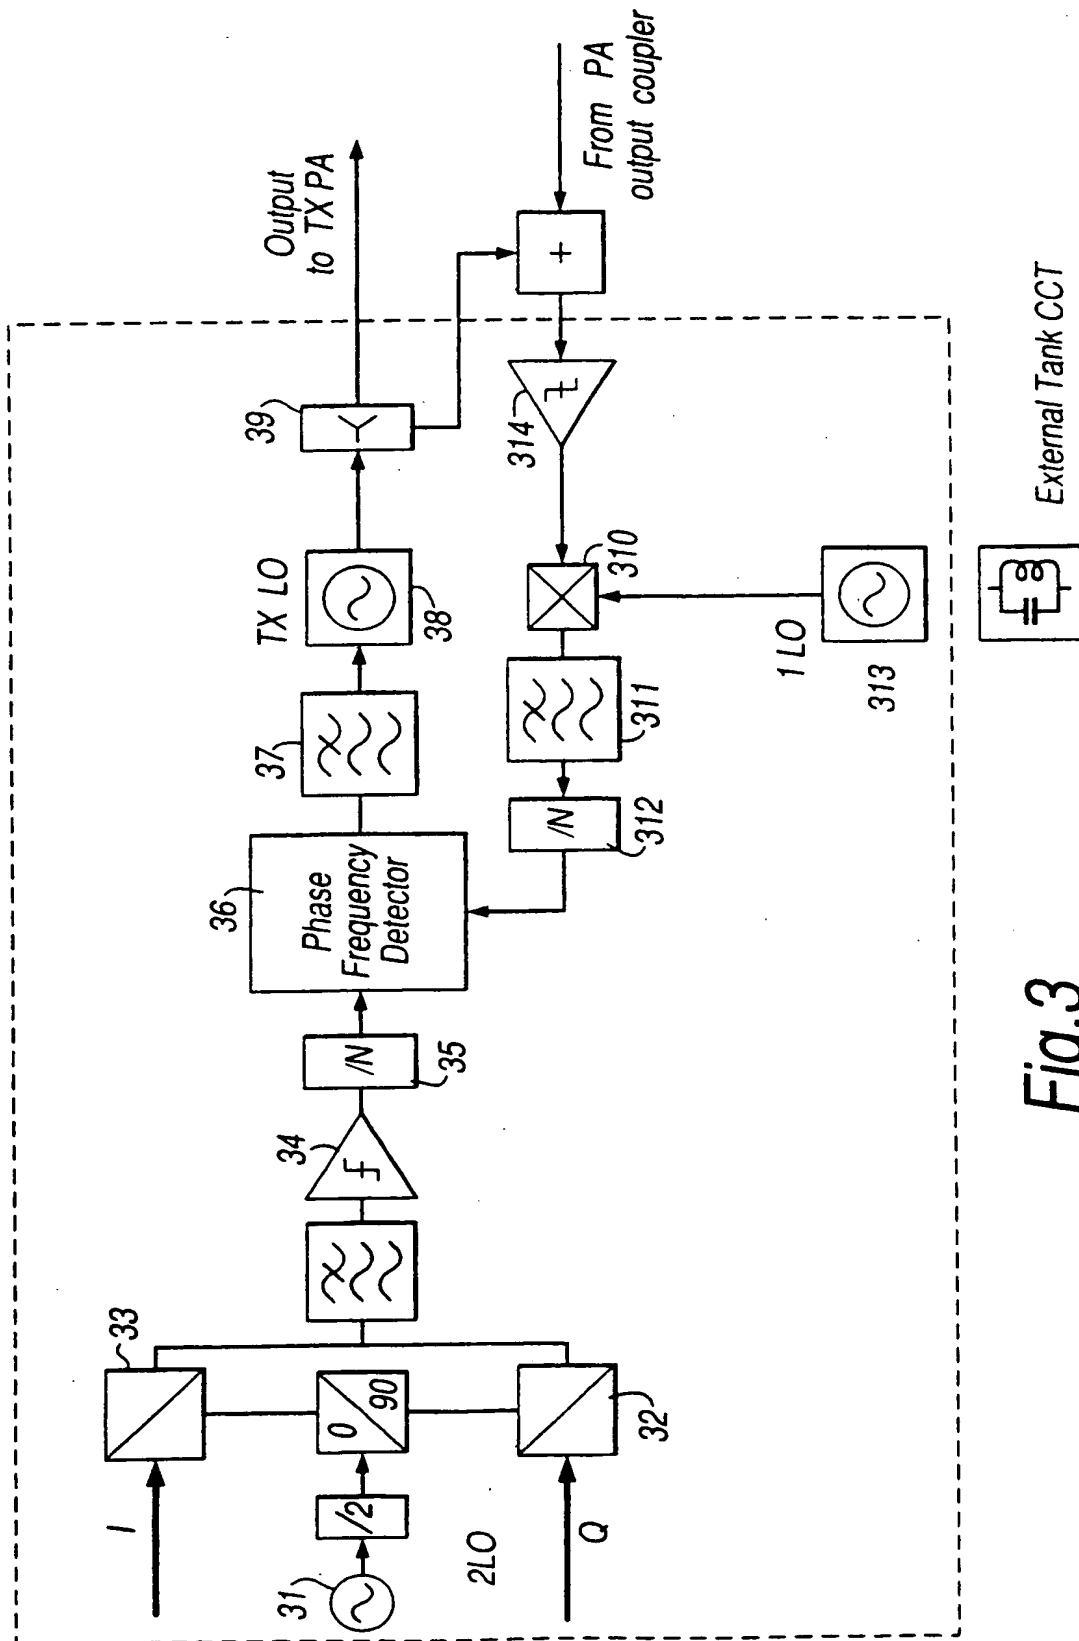 I
33
31
/2
0
90
2LO
Q
32
34
/N
35
36
Phase
Frequency
Detector
37
TX LO
38
39
Output
to TX PA
+
From PA
output coupler
314
310
311
/N
312
1 LO
313
External Tank CCT
Fig.3